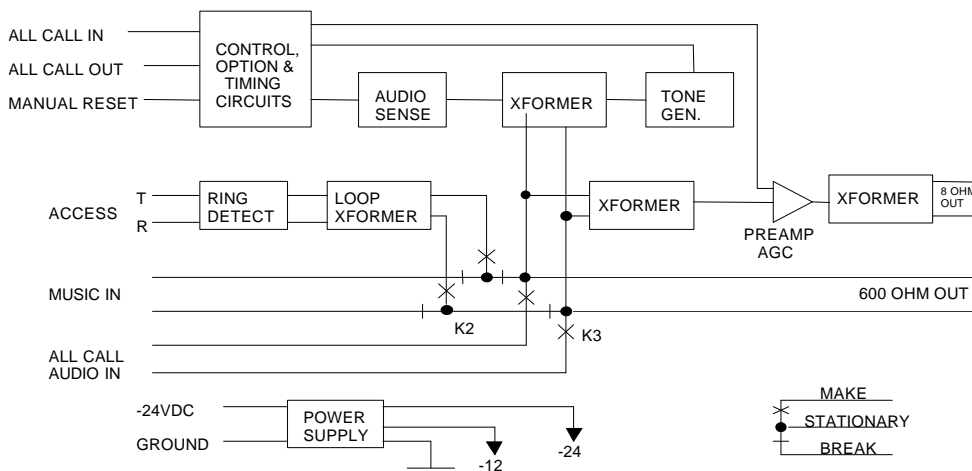 ALL CALL IN
ALL CALL OUT
MANUAL RESET
CONTROL,
OPTION &
TIMING
CIRCUITS
AUDIO
SENSE
XFORMER
TONE
GEN.
ACCESS
T
R
RING
DETECT
LOOP
XFORMER
XFORMER
PREAMP
AGC
XFORMER
8 OHM
OUT
MUSIC IN
K2
K3
600 OHM OUT
ALL CALL
AUDIO IN
-24VDC
GROUND
POWER
SUPPLY
-12
-24
MAKE
STATIONARY
BREAK